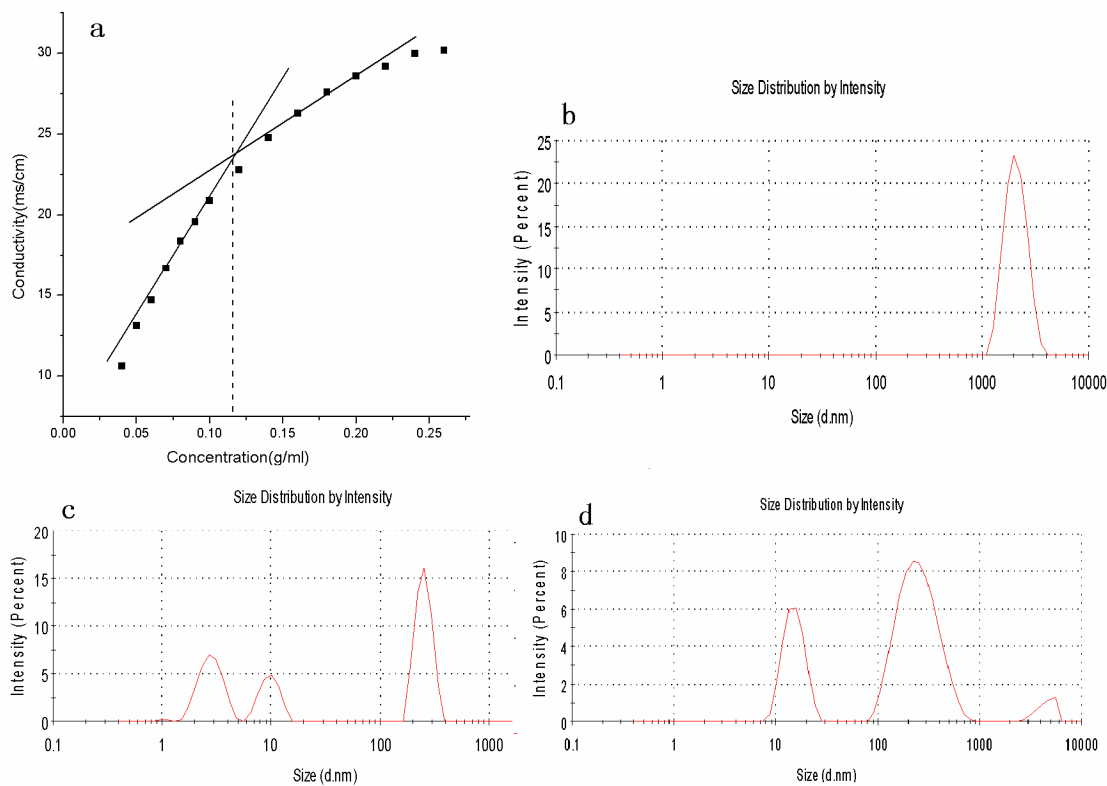 a
Conductivity(ms/cm)
30
25
20
15
10
0.00 0.05 0.10 0.15 0.20 0.25
Concentration(g/ml)
Size Distribution by Intensity
b
Intensity (Percent)
25
20
15
10
5
0
0.1 1 10 100 1000 10000
Size (d.nm)
Size Distribution by Intensity
c
Intensity (Percent)
20
15
10
5
0
0.1 1 10 100 1000
Size (d.nm)
Size Distribution by Intensity
d
Intensity (Percent)
10
8
6
4
2
0
0.1 1 10 100 1000 10000
Size (d.nm)